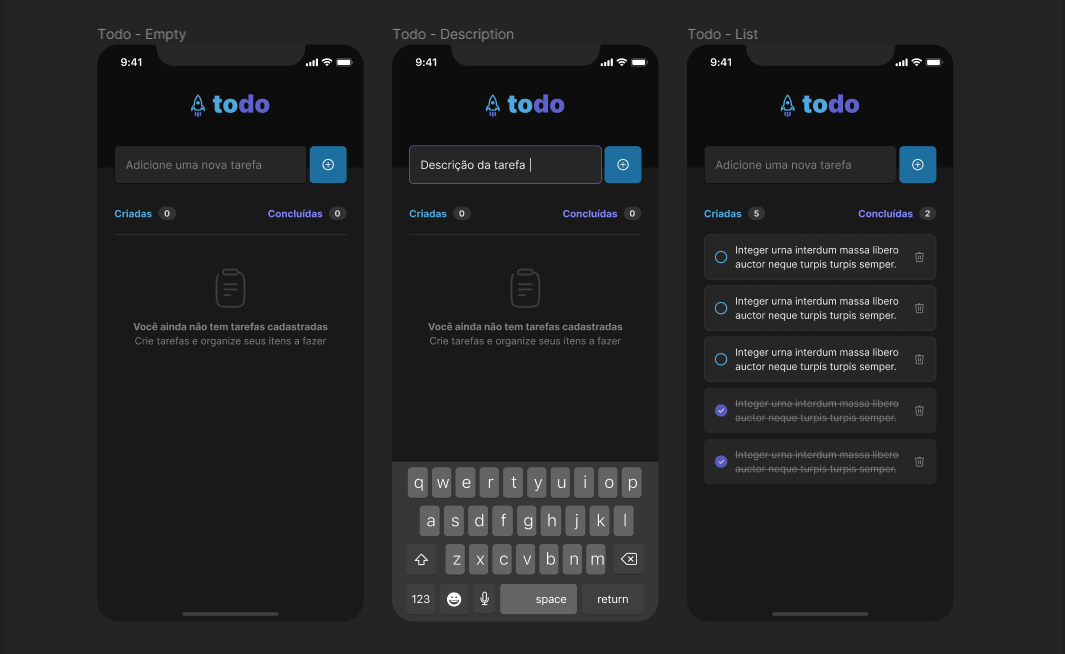 Todo - Empty
9:41
todo
Adicione uma nova tarefa
Criadas 0 Concluídas 0
Você ainda não tem tarefas cadastradas
Crie tarefas e organize seus itens a fazer
Todo - Description
9:41
todo
Descrição da tarefa
Criadas 0 Concluídas 0
Você ainda não tem tarefas cadastradas
Crie tarefas e organize seus itens a fazer
q w e r t y u i o p
a s d f g h j k l
z x c v b n m
123 space return
Todo - List
9:41
todo
Adicione uma nova tarefa
Criadas 5 Concluídas 2
Integer urna interdum massa libero
auctor neque turpis turpis semper.
Integer urna interdum massa libero
auctor neque turpis turpis semper.
Integer urna interdum massa libero
auctor neque turpis turpis semper.
Integer urna interdum massa libero
auctor neque turpis turpis semper.
Integer urna interdum massa libero
auctor neque turpis turpis semper.